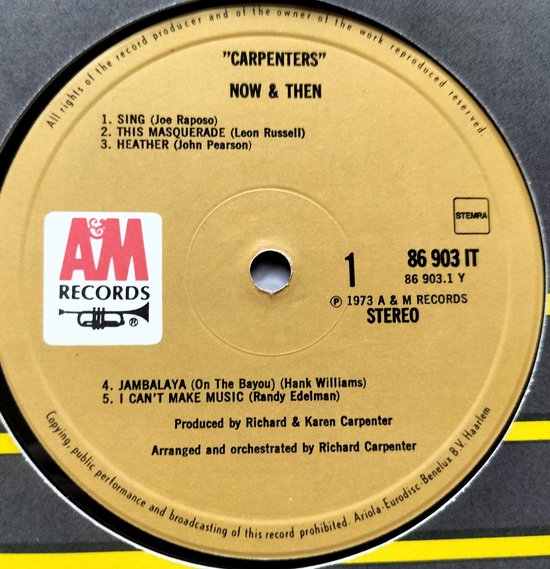 All rights of the record producer and of the owner of the work reproduced reserved.
"CARPENTERS"
NOW & THEN
1. SING (Joe Raposo)
2. THIS MASQUERADE (Leon Russell)
3. HEATHER (John Pearson)
STEMRA
A&M
RECORDS
®
1
86 903 IT
86 903.1 Y
℗ 1973 A & M RECORDS
STEREO
4. JAMBALAYA (On The Bayou) (Hank Williams)
5. I CAN'T MAKE MUSIC (Randy Edelman)
Produced by Richard & Karen Carpenter
Arranged and orchestrated by Richard Carpenter
Copying, public performance and broadcasting of this record prohibited. Ariola-Eurodisc-Benelux B.V. Haarlem